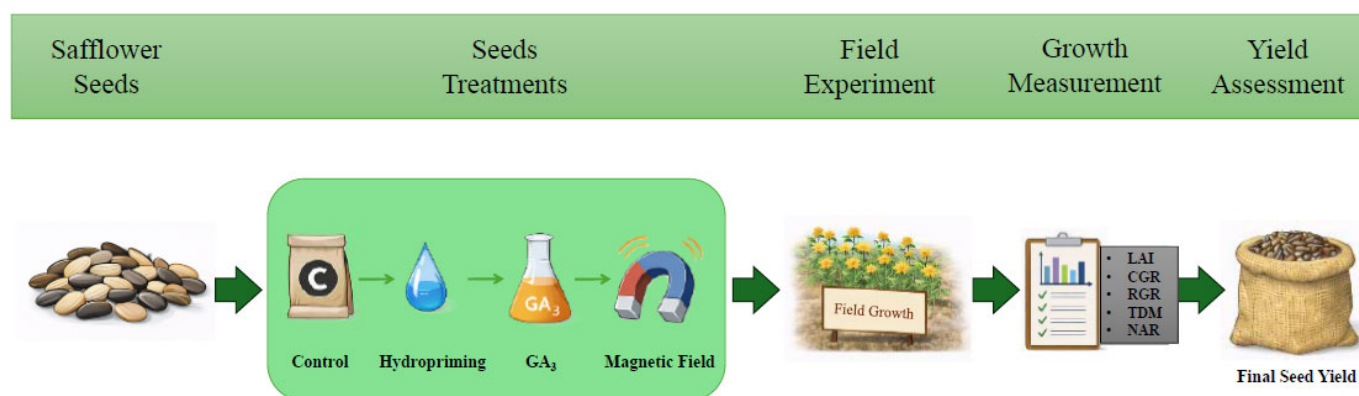 Safflower
Seeds
Seeds
Treatments
Field
Experiment
Growth
Measurement
Yield
Assessment
C
GA₃
Control
Hydropriming
GA₃
Magnetic Field
Field Growth
• LAI
• CGR
• RGR
• TDM
• NAR
Final Seed Yield